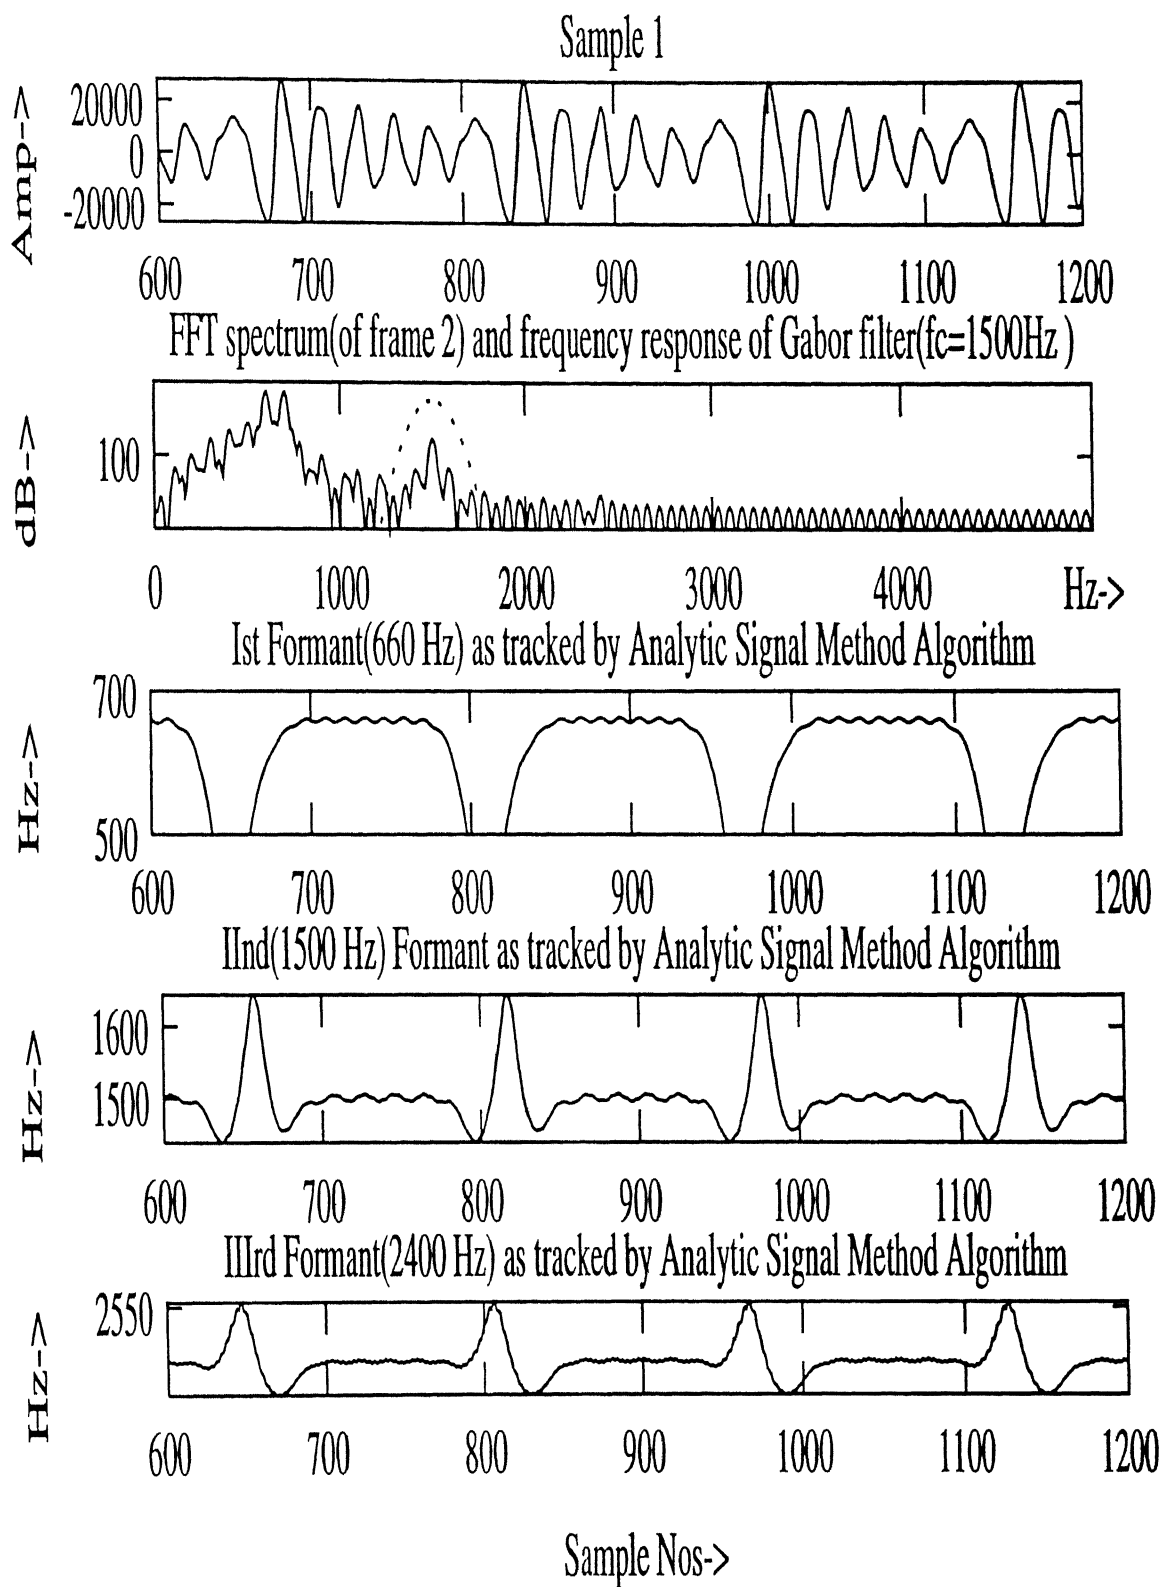 Sample 1
Amp->
20000
0
-20000
600 700 800 900 1000 1100 1200
FFT spectrum(of frame 2) and frequency response of Gabor filter(fc=1500Hz )
dB->
100
0 1000 2000 3000 4000 Hz->
Ist Formant(660 Hz) as tracked by Analytic Signal Method Algorithm
Hz->
700
500
600 700 800 900 1000 1100 1200
IInd(1500 Hz) Formant as tracked by Analytic Signal Method Algorithm
Hz->
1600
1500
600 700 800 900 1000 1100 1200
IIIrd Formant(2400 Hz) as tracked by Analytic Signal Method Algorithm
Hz->
2550
600 700 800 900 1000 1100 1200
Sample Nos->